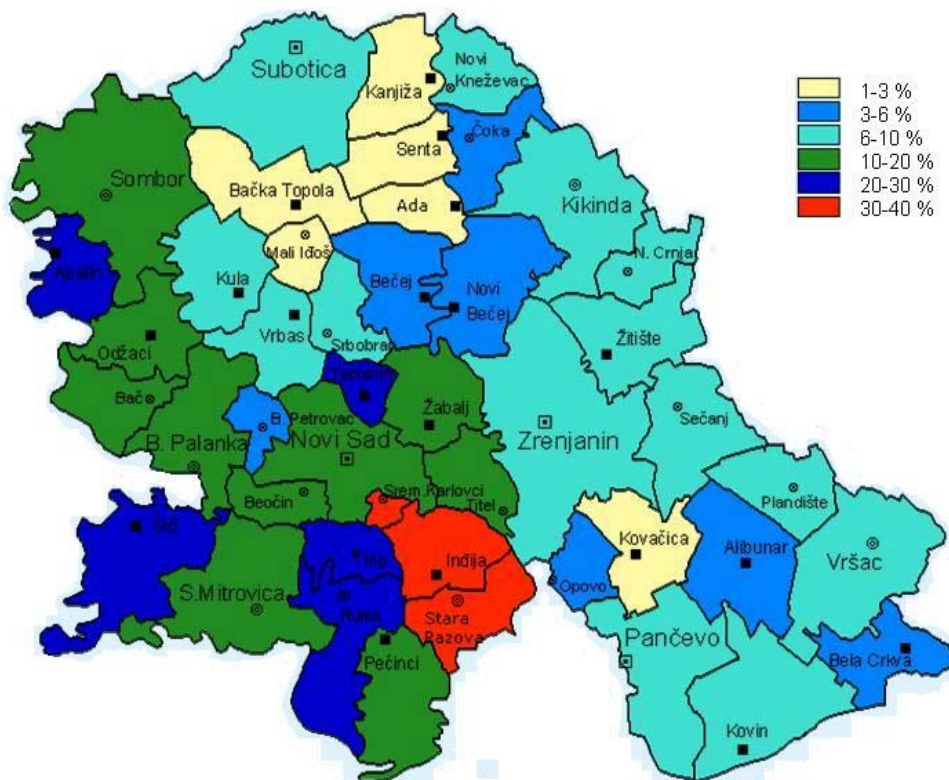 Subotica
Kanjiža
Novi
Kneževac
1-3 %
3-6 %
6-10 %
10-20 %
20-30 %
30-40 %
Čoka
Senta
Sombor
Bačka Topola
Ada
Kikinda
Mali Iđoš
N. Crnja
Apatin
Kula
Bečej
Novi
Bečej
Vrbas
Srbobran
Žitište
Odžaci
Temerin
Bač
B. Petrovac
Žabalj
Sečanj
B. Palanka
Novi Sad
Zrenjanin
Beočin
Srem.Karlovci
Titel
Plandište
Šid
Irig
Inđija
Kovačica
Alibunar
Vršac
S.Mitrovica
Ruma
Opovo
Stara
Pazova
Pančevo
Pećinci
Bela Crkva
Kovin